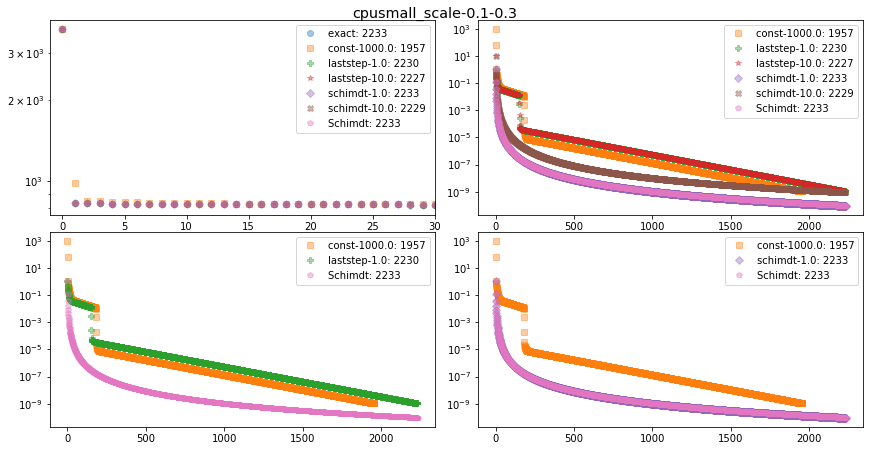 cpusmall_scale-0.1-0.3
exact: 2233
const-1000.0: 1957
laststep-1.0: 2230
laststep-10.0: 2227
schimdt-1.0: 2233
schimdt-10.0: 2229
Schimdt: 2233
3 × 10³
2 × 10³
10³
0 5 10 15 20 25 30
const-1000.0: 1957
laststep-1.0: 2230
laststep-10.0: 2227
schimdt-1.0: 2233
schimdt-10.0: 2229
Schimdt: 2233
10³
10¹
10⁻¹
10⁻³
10⁻⁵
10⁻⁷
10⁻⁹
0 500 1000 1500 2000
const-1000.0: 1957
laststep-1.0: 2230
Schimdt: 2233
10³
10¹
10⁻¹
10⁻³
10⁻⁵
10⁻⁷
10⁻⁹
0 500 1000 1500 2000
const-1000.0: 1957
schimdt-1.0: 2233
Schimdt: 2233
10³
10¹
10⁻¹
10⁻³
10⁻⁵
10⁻⁷
10⁻⁹
0 500 1000 1500 2000